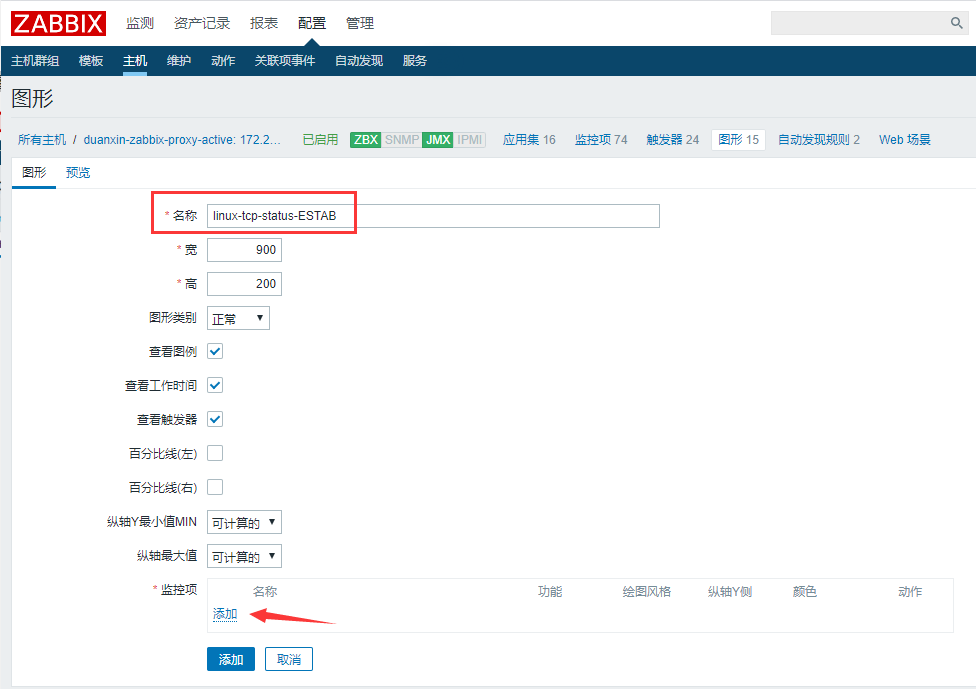 ZABBIX 监测 资产记录 报表 配置 管理
主机群组 模板 主机 维护 动作 关联项事件 自动发现 服务
图形
所有主机 / duanxin-zabbix-proxy-active: 172.2... 已启用 ZBX SNMP JMX IPMI 应用集 16 监控项 74 触发器 24 图形 15 自动发现规则 2 Web 场景
图形 预览
* 名称 linux-tcp-status-ESTAB
* 宽 900
* 高 200
图形类别 正常
查看图例
查看工作时间
查看触发器
百分比线(左)
百分比线(右)
纵轴Y最小值MIN 可计算的
纵轴最大值 可计算的
* 监控项 名称 功能 绘图风格 纵轴Y侧 颜色 动作
添加
添加 取消